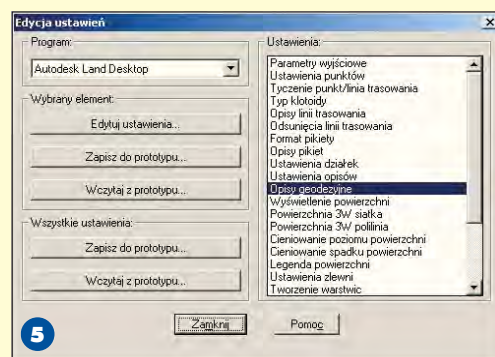 Edycja ustawień
Program:
Autodesk Land Desktop
Wybrany element:
Edytuj ustawienia...
Zapisz do prototypu...
Wczytaj z prototypu...
Wszystkie ustawienia:
Zapisz do prototypu...
Wczytaj z prototypu...
Ustawienia:
Parametry wyjściowe
Ustawienia punktów
Tyczenie punkt/linia trasowania
Typ klotoidy
Opisy linii trasowania
Odsunięcia linii trasowania
Format pikiety
Opisy pikiet
Ustawienia działek
Ustawienia opisów
Opisy geodezyjne
Wyświetlenie powierzchni
Powierzchnia 3W siatka
Powierzchnia 3W polilinia
Cieniowanie poziomu powierzchni
Cieniowanie spadku powierzchni
Legenda powierzchni
Ustawienia zlewni
Tworzenie warstwic
Zamknij
Pomoc
5